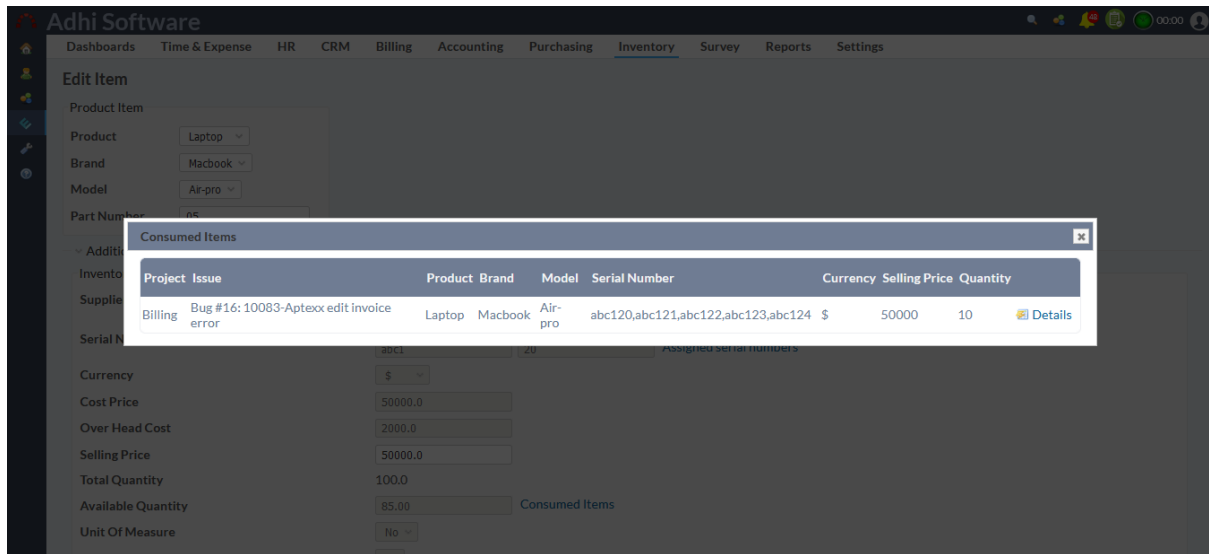 Adhi Software
48
00:00
Dashboards Time & Expense HR CRM Billing Accounting Purchasing Inventory Survey Reports Settings
Edit Item
Product Item
Product Laptop
Brand Macbook
Model Air-pro
Part Number 05
Consumed Items
Project Issue Product Brand Model Serial Number Currency Selling Price Quantity
Billing Bug #16: 10083-Aptexx edit invoice error Laptop Macbook Air-pro abc120,abc121,abc122,abc123,abc124 $ 50000 10 Details
Additi
Invento
Supplie
Serial N abc1 20 Assigned serial numbers
Currency $
Cost Price 50000.0
Over Head Cost 2000.0
Selling Price 50000.0
Total Quantity 100.0
Available Quantity 85.00 Consumed Items
Unit Of Measure No